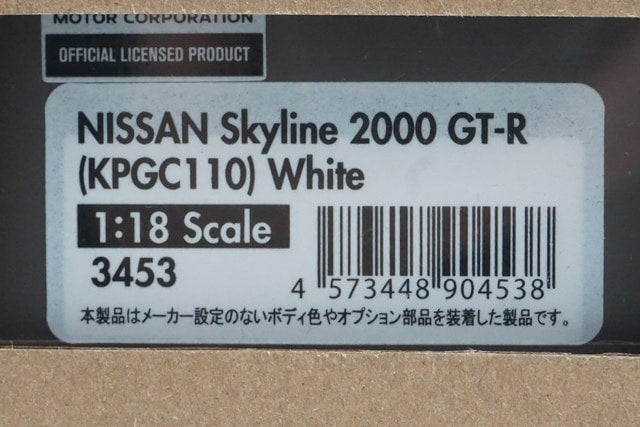 MOTOR CORPORATION
OFFICIAL LICENSED PRODUCT
NISSAN Skyline 2000 GT-R
(KPGC110) White
1:18 Scale
3453
4 573448 904538
本製品はメーカー設定のないボディ色やオプション部品を装着した製品です。